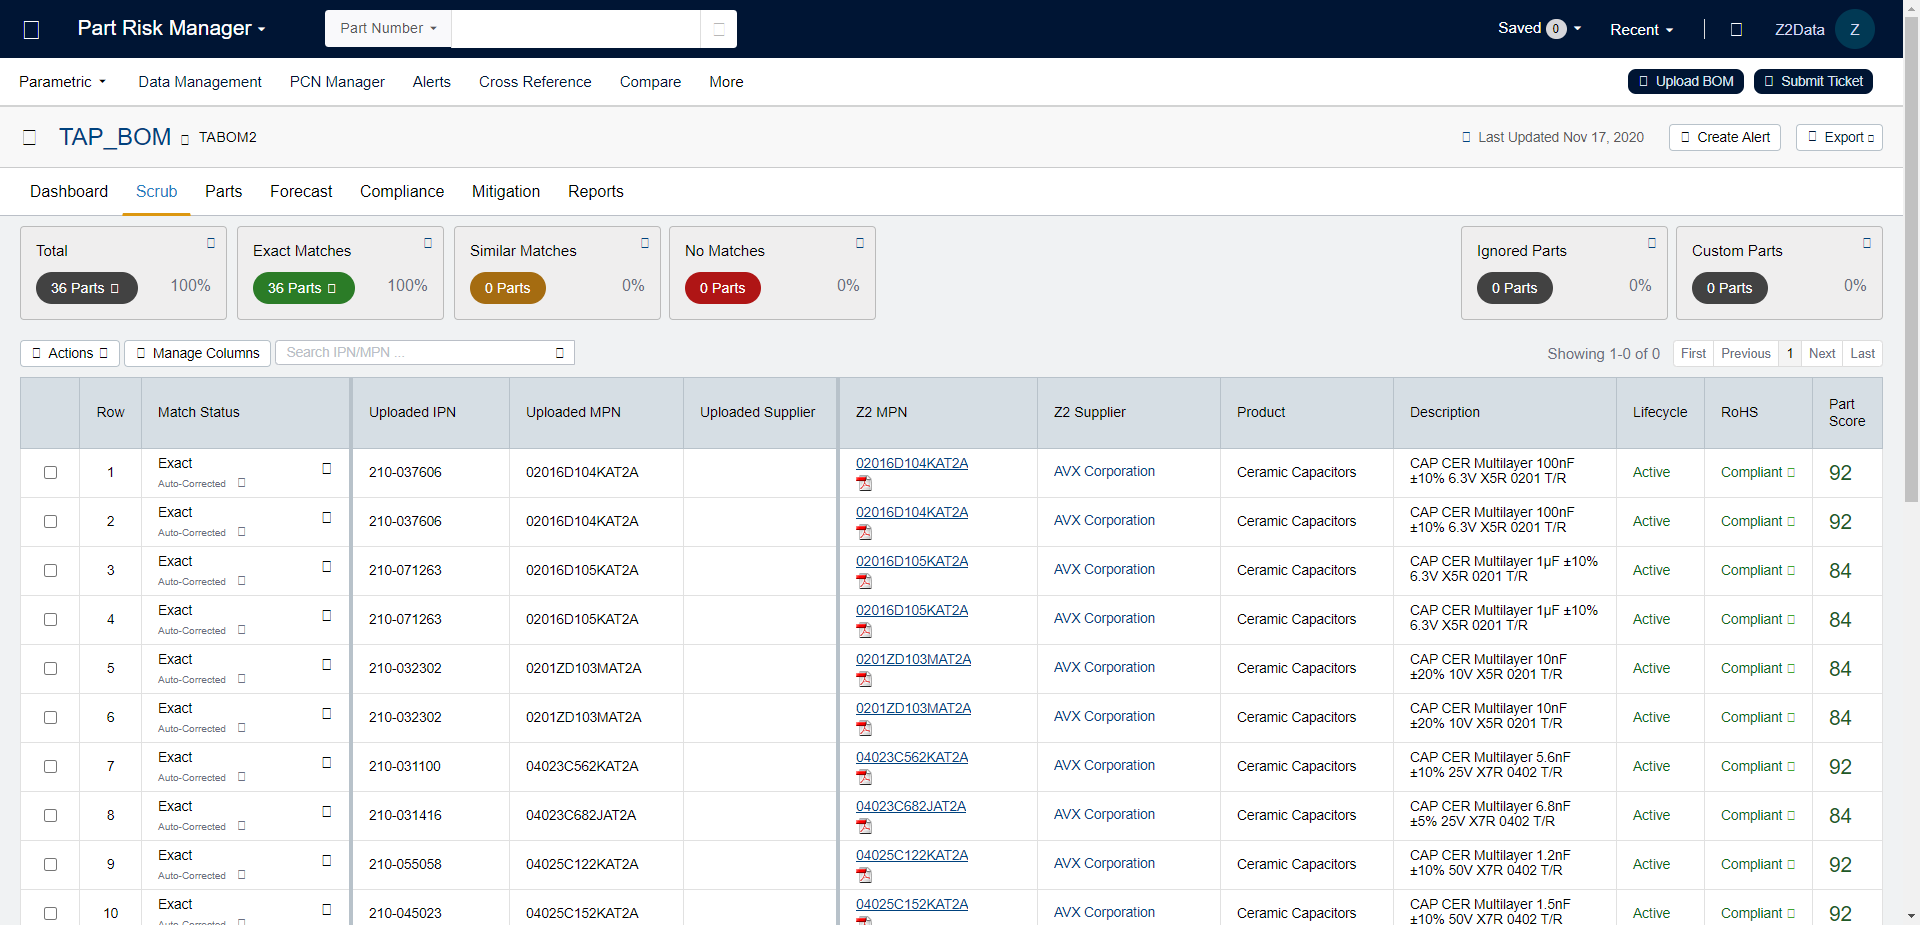 Part Risk Manager
Part Number
Saved 0
Recent
Z2Data
Z
Parametric
Data Management
PCN Manager
Alerts
Cross Reference
Compare
More
Upload BOM
Submit Ticket
TAP_BOM
TABOM2
Last Updated Nov 17, 2020
Create Alert
Export
Dashboard
Scrub
Parts
Forecast
Compliance
Mitigation
Reports
Total
36 Parts
100%
Exact Matches
36 Parts
100%
Similar Matches
0 Parts
0%
No Matches
0 Parts
0%
Ignored Parts
0 Parts
0%
Custom Parts
0 Parts
0%
Actions
Manage Columns
Search IPN/MPN ...
Showing 1-0 of 0
First
Previous
1
Next
Last
Row
Match Status
Uploaded IPN
Uploaded MPN
Uploaded Supplier
Z2 MPN
Z2 Supplier
Product
Description
Lifecycle
RoHS
Part
Score
1
Exact
Auto-Corrected
210-037606
02016D104KAT2A
02016D104KAT2A
AVX Corporation
Ceramic Capacitors
CAP CER Multilayer 100nF
±10% 6.3V X5R 0201 T/R
Active
Compliant
92
2
Exact
Auto-Corrected
210-037606
02016D104KAT2A
02016D104KAT2A
AVX Corporation
Ceramic Capacitors
CAP CER Multilayer 100nF
±10% 6.3V X5R 0201 T/R
Active
Compliant
92
3
Exact
Auto-Corrected
210-071263
02016D105KAT2A
02016D105KAT2A
AVX Corporation
Ceramic Capacitors
CAP CER Multilayer 1µF ±10%
6.3V X5R 0201 T/R
Active
Compliant
84
4
Exact
Auto-Corrected
210-071263
02016D105KAT2A
02016D105KAT2A
AVX Corporation
Ceramic Capacitors
CAP CER Multilayer 1µF ±10%
6.3V X5R 0201 T/R
Active
Compliant
84
5
Exact
Auto-Corrected
210-032302
0201ZD103MAT2A
0201ZD103MAT2A
AVX Corporation
Ceramic Capacitors
CAP CER Multilayer 10nF
±20% 10V X5R 0201 T/R
Active
Compliant
84
6
Exact
Auto-Corrected
210-032302
0201ZD103MAT2A
0201ZD103MAT2A
AVX Corporation
Ceramic Capacitors
CAP CER Multilayer 10nF
±20% 10V X5R 0201 T/R
Active
Compliant
84
7
Exact
Auto-Corrected
210-031100
04023C562KAT2A
04023C562KAT2A
AVX Corporation
Ceramic Capacitors
CAP CER Multilayer 5.6nF
±10% 25V X7R 0402 T/R
Active
Compliant
92
8
Exact
Auto-Corrected
210-031416
04023C682JAT2A
04023C682JAT2A
AVX Corporation
Ceramic Capacitors
CAP CER Multilayer 6.8nF
±5% 25V X7R 0402 T/R
Active
Compliant
84
9
Exact
Auto-Corrected
210-055058
04025C122KAT2A
04025C122KAT2A
AVX Corporation
Ceramic Capacitors
CAP CER Multilayer 1.2nF
±10% 50V X7R 0402 T/R
Active
Compliant
92
10
Exact
Auto-Corrected
210-045023
04025C152KAT2A
04025C152KAT2A
AVX Corporation
Ceramic Capacitors
CAP CER Multilayer 1.5nF
±10% 50V X7R 0402 T/R
Active
Compliant
92